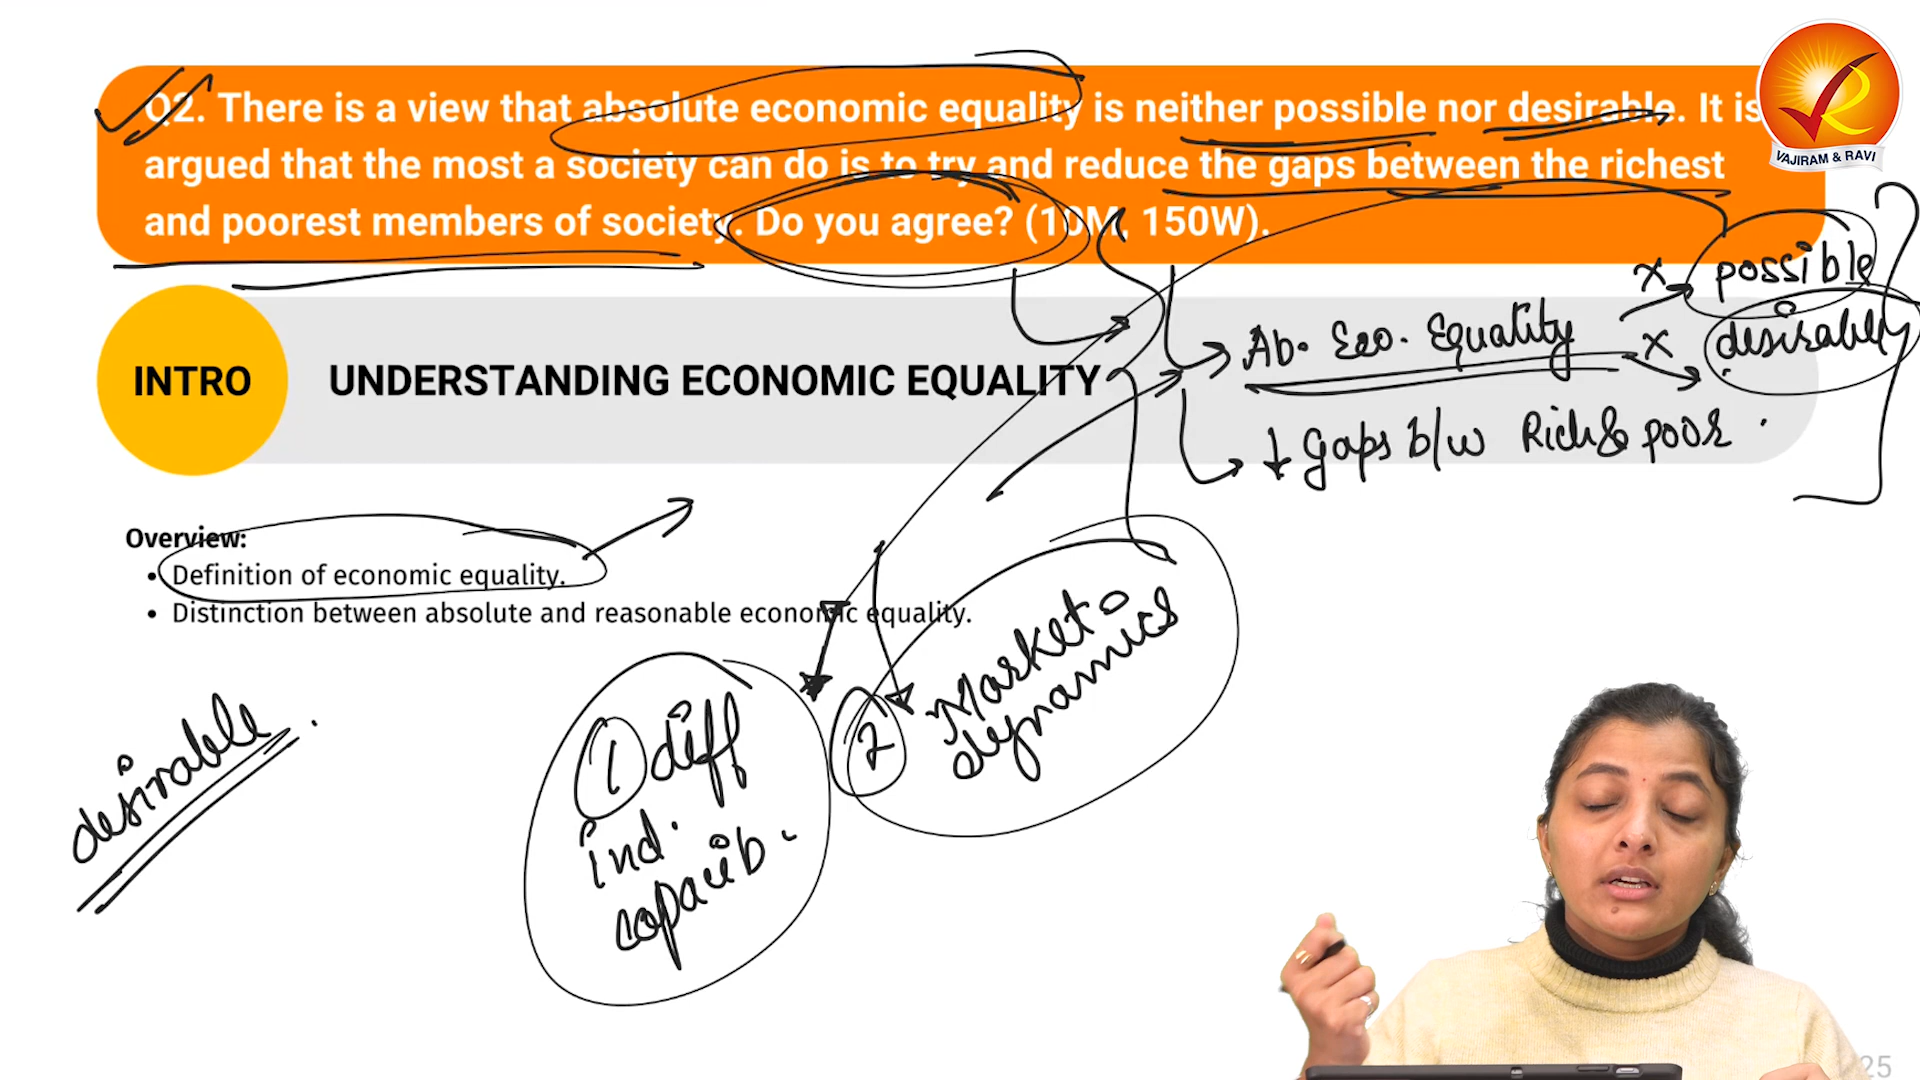 Q2. There is a view that absolute economic equality is neither possible nor desirable. It is
argued that the most a society can do is to try and reduce the gaps between the richest
and poorest members of society. Do you agree? (10M, 150W).
VAJIRAM & RAVI
x possible
Ab. Eco. Equality
x desirable
INTRO
UNDERSTANDING ECONOMIC EQUALITY
↓ Gaps b/w Rich & poor.
Overview:
• Definition of economic equality.
• Distinction between absolute and reasonable economic equality.
desirable.
1 diff
ind.
capacib.
2 Market
dynamics
25